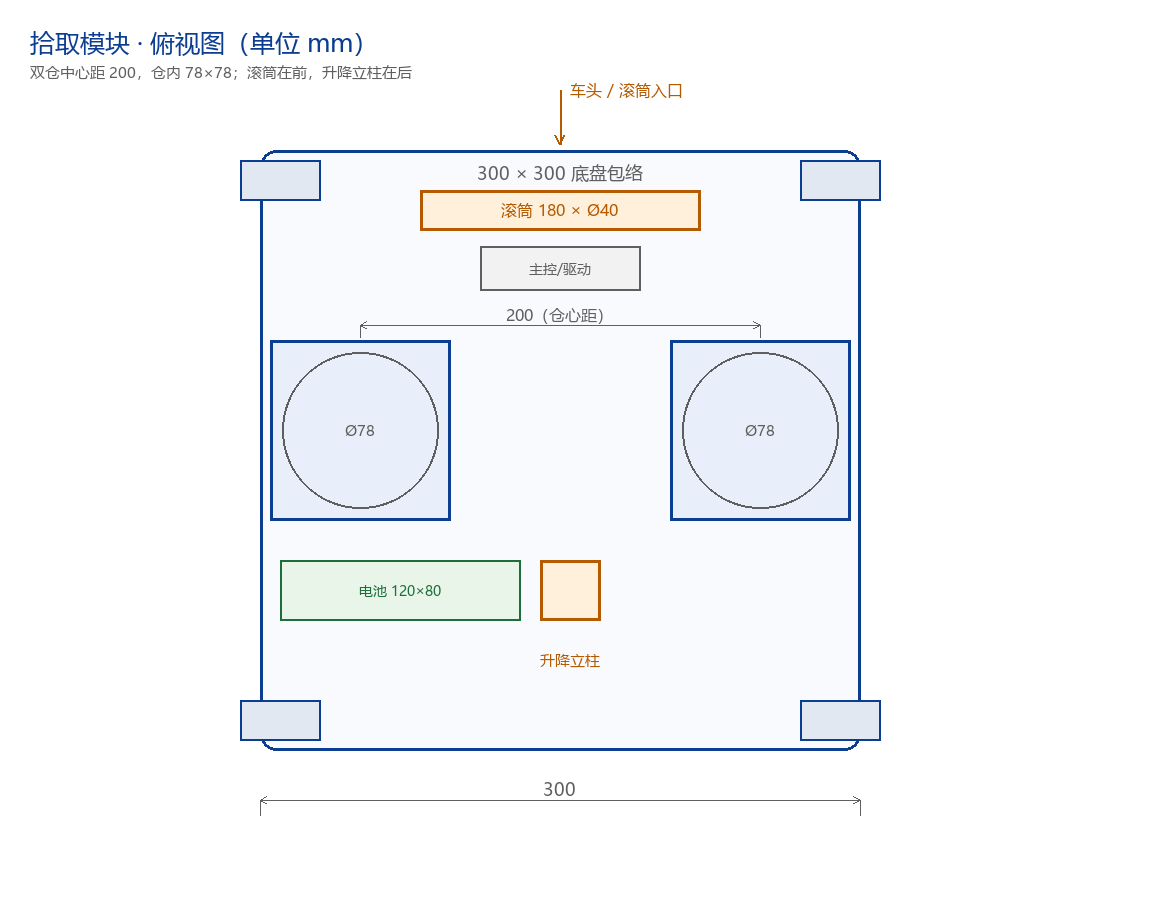 拾取模块 · 俯视图（单位 mm）
双仓中心距 200，仓内 78×78；滚筒在前，升降立柱在后
车头 / 滚筒入口
300 × 300 底盘包络
滚筒 180 × Ø40
主控/驱动
200（仓心距）
Ø78
Ø78
电池 120×80
升降立柱
300